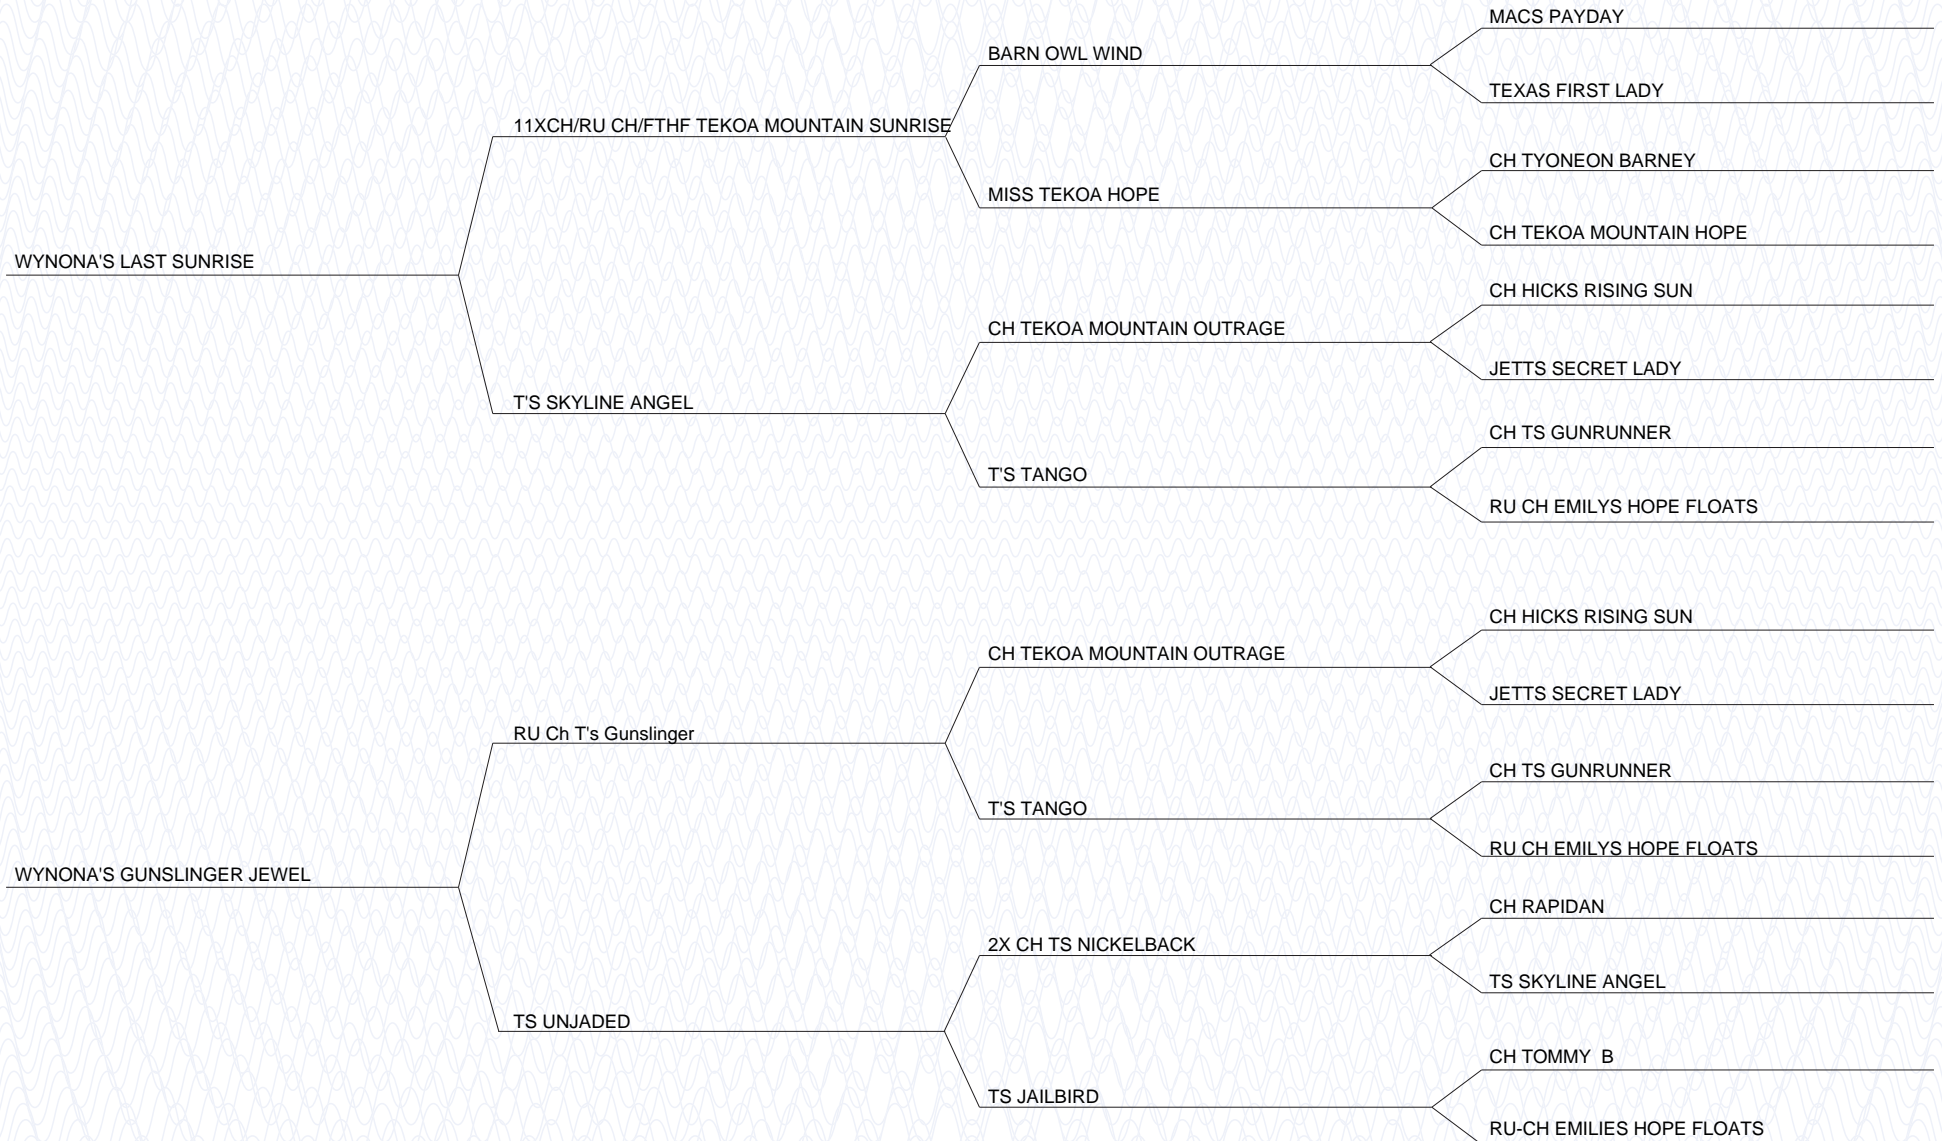 MACS PAYDAY
BARN OWL WIND
TEXAS FIRST LADY
11XCH/RU CH/FTHF TEKOA MOUNTAIN SUNRISE
CH TYONEON BARNEY
MISS TEKOA HOPE
CH TEKOA MOUNTAIN HOPE
WYNONA'S LAST SUNRISE
CH HICKS RISING SUN
CH TEKOA MOUNTAIN OUTRAGE
JETTS SECRET LADY
T'S SKYLINE ANGEL
CH TS GUNRUNNER
T'S TANGO
RU CH EMILYS HOPE FLOATS
CH HICKS RISING SUN
CH TEKOA MOUNTAIN OUTRAGE
JETTS SECRET LADY
RU Ch T's Gunslinger
CH TS GUNRUNNER
T'S TANGO
RU CH EMILYS HOPE FLOATS
WYNONA'S GUNSLINGER JEWEL
CH RAPIDAN
2X CH TS NICKELBACK
TS SKYLINE ANGEL
TS UNJADED
CH TOMMY  B
TS JAILBIRD
RU-CH EMILIES HOPE FLOATS